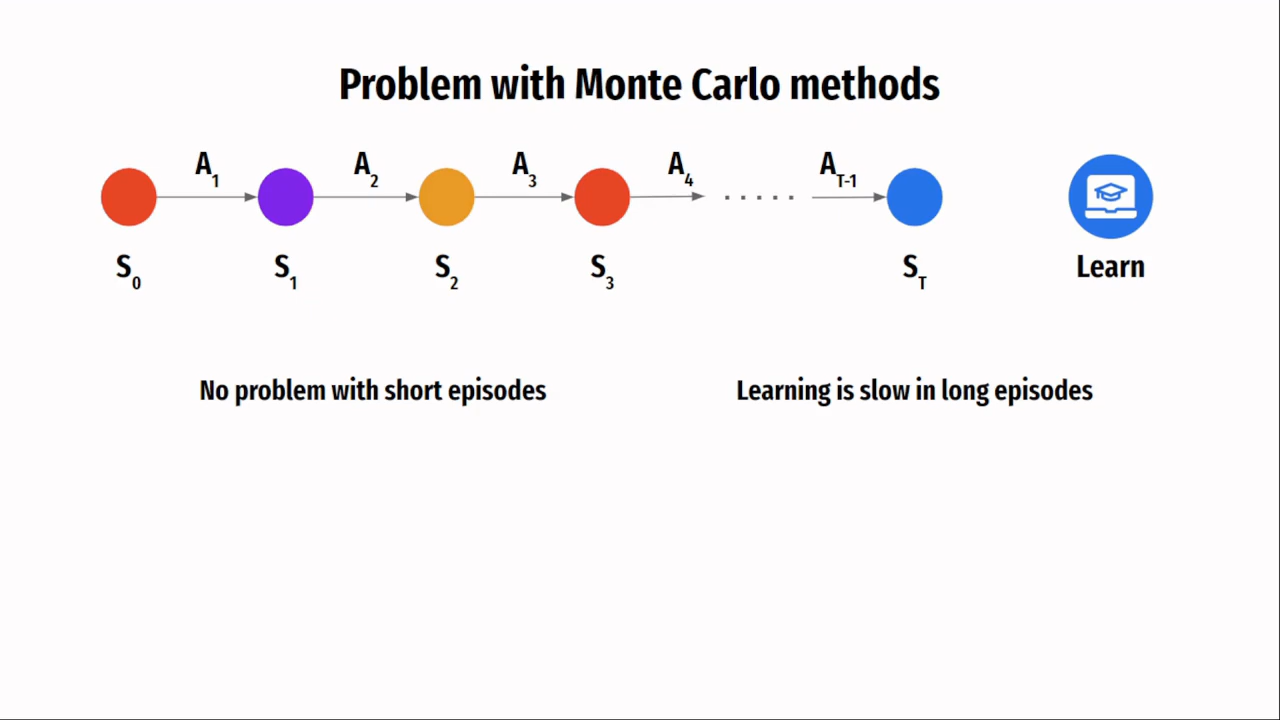 Problem with Monte Carlo methods
A1 A2 A3 A4 ..... AT-1
S0 S1 S2 S3 ST Learn
No problem with short episodes Learning is slow in long episodes